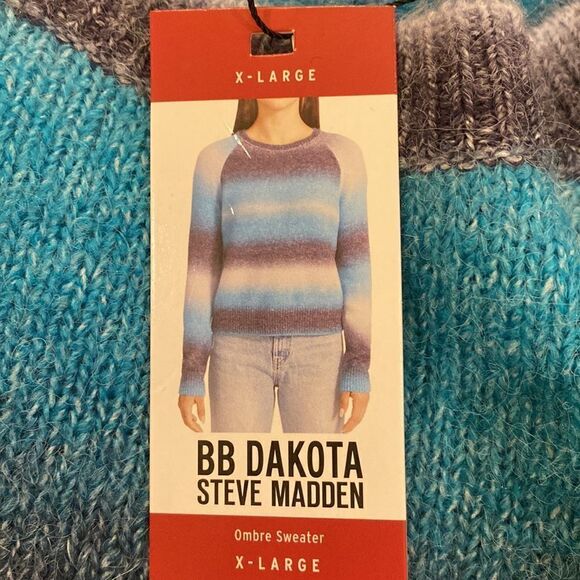 X-LARGE
BB DAKOTA
STEVE MADDEN
Ombre Sweater
X-LARGE